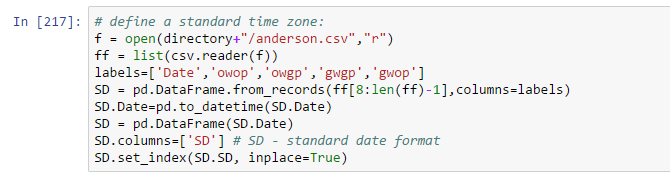 In [217]: # define a standard time zone:
f = open(directory+"/anderson.csv","r")
ff = list(csv.reader(f))
labels=['Date','owop','owgp','gwgp','gwop']
SD = pd.DataFrame.from_records(ff[8:len(ff)-1],columns=labels)
SD.Date=pd.to_datetime(SD.Date)
SD = pd.DataFrame(SD.Date)
SD.columns=['SD'] # SD - standard date format
SD.set_index(SD.SD, inplace=True)